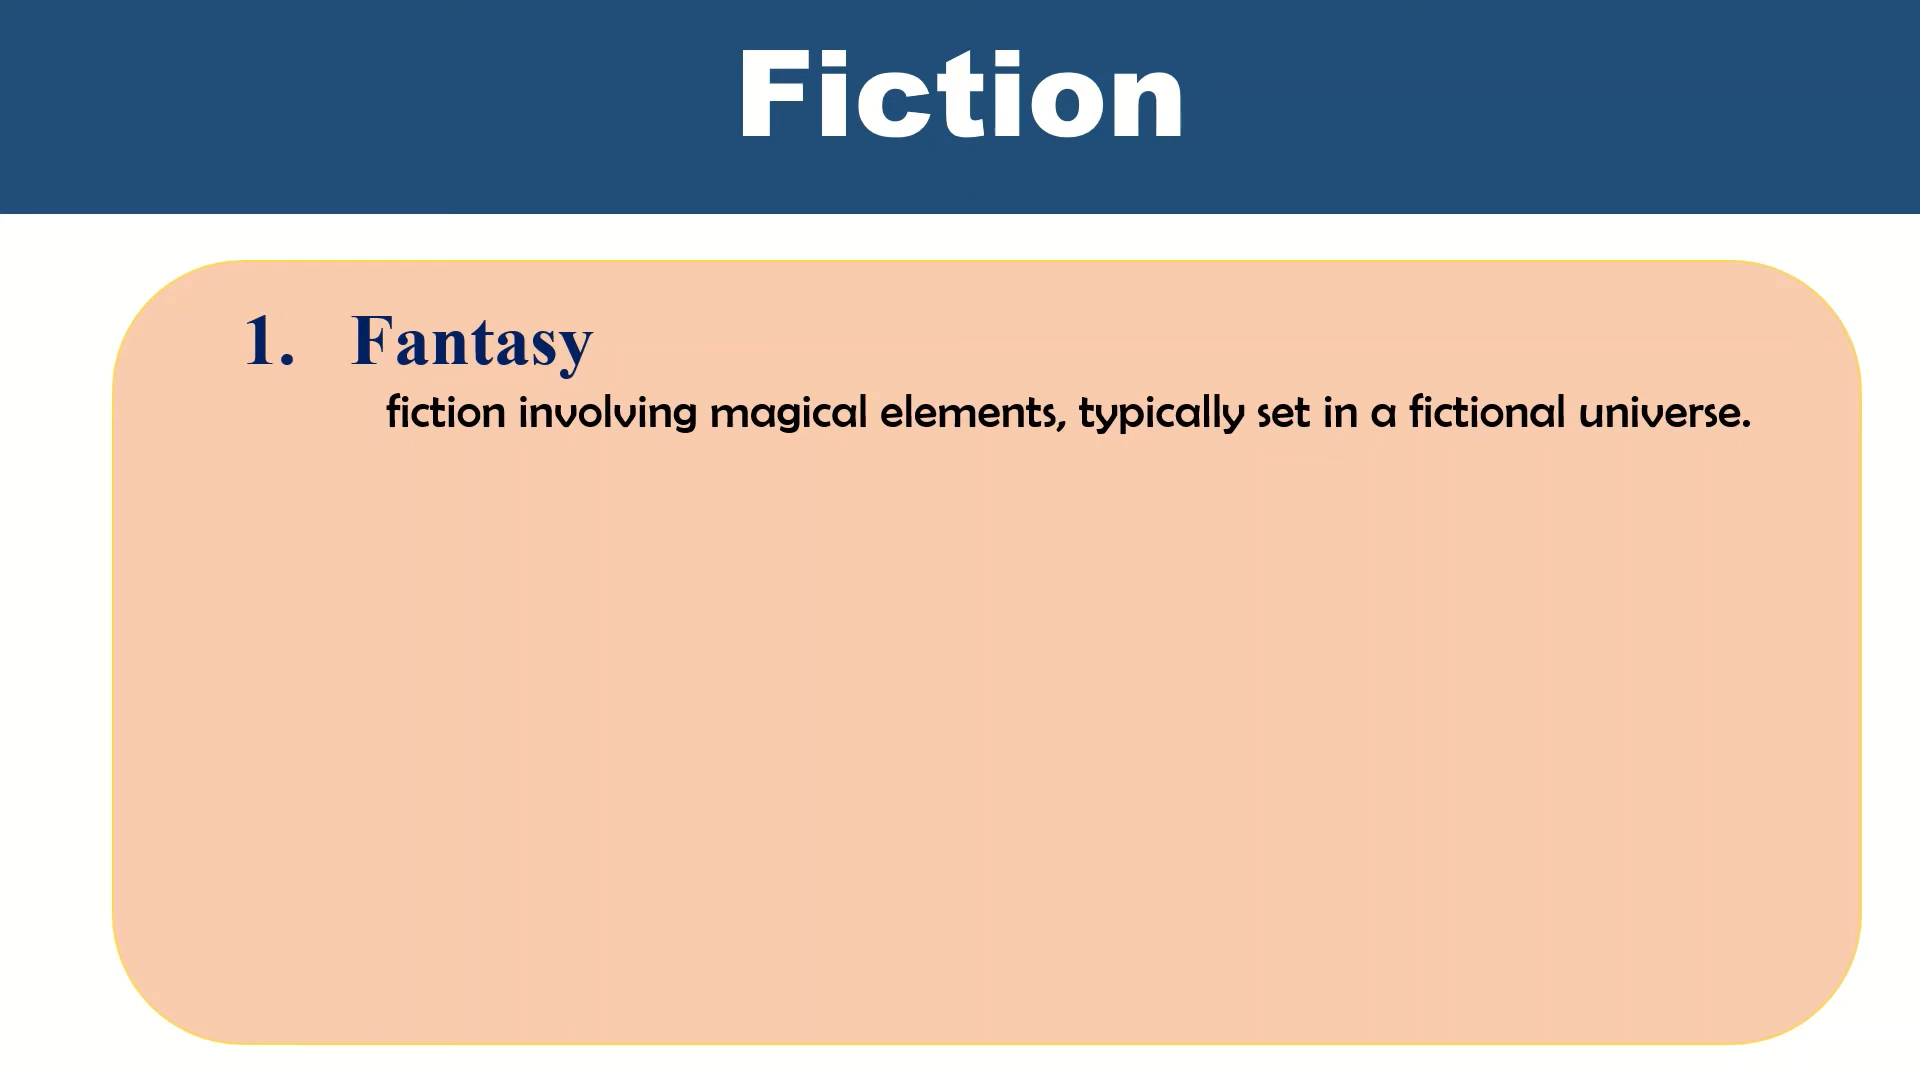 Fiction
1. Fantasy
fiction involving magical elements, typically set in a fictional universe.